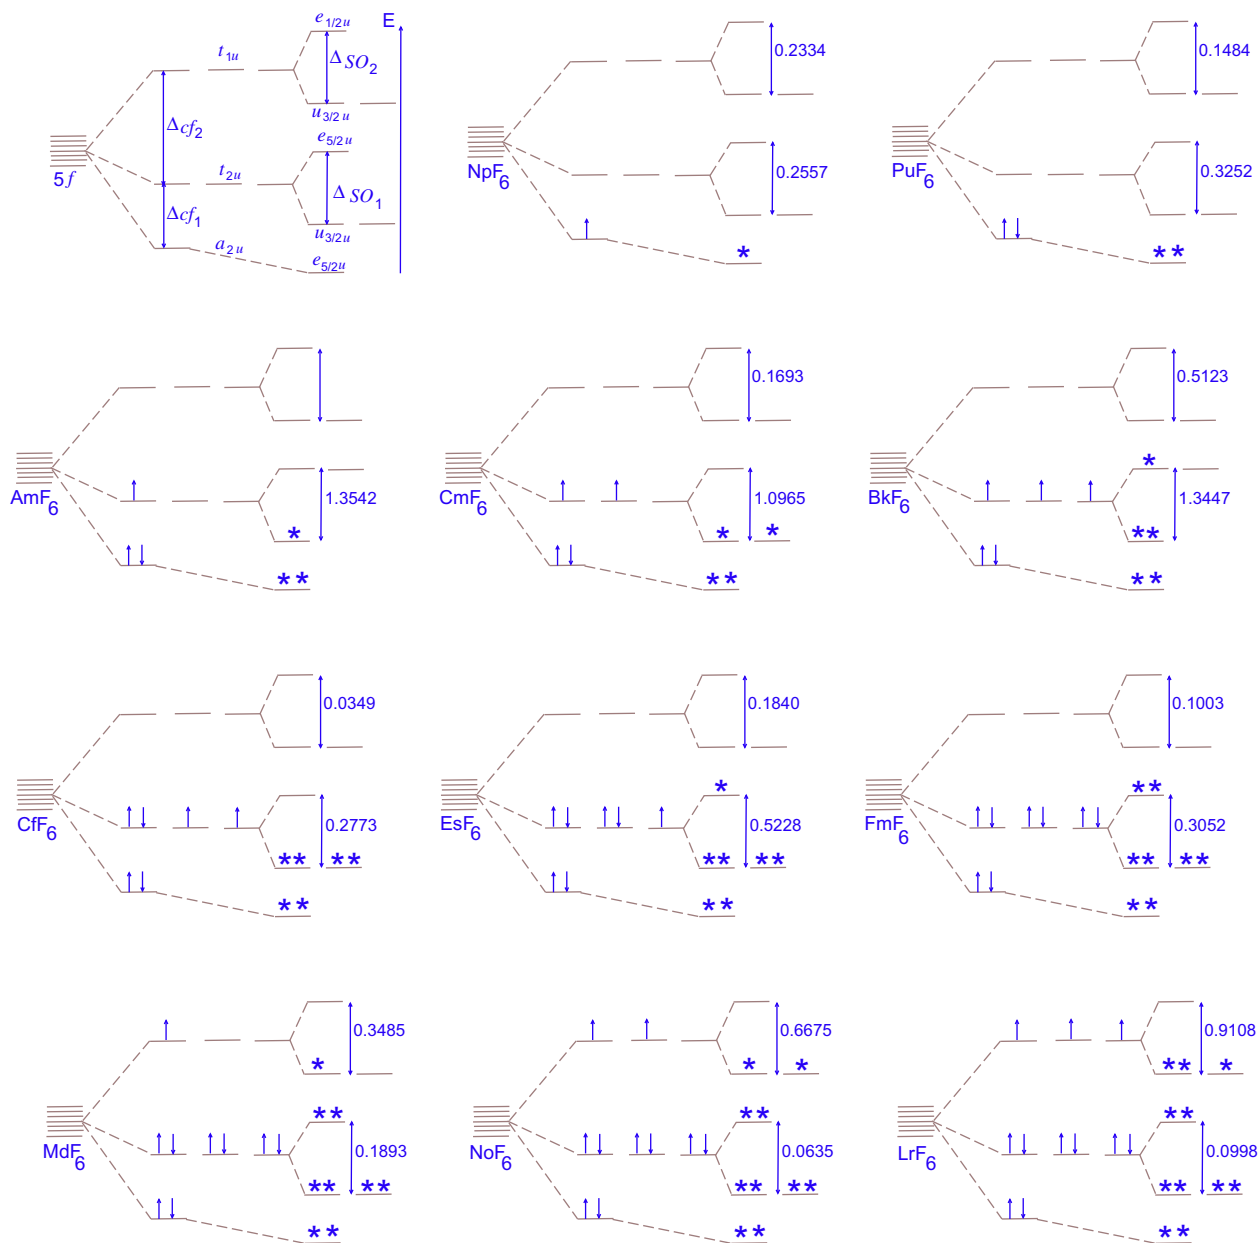 e1/2u E
t1u
Δ SO2
u3/2u
Δcf2
e5/2u
5f
t2u
Δ SO1
Δcf1
u3/2u
a2u
e5/2u
0.2334
NpF6
0.2557
*
0.1484
PuF6
0.3252
**
AmF6
1.3542
*
**
0.1693
CmF6
1.0965
* *
**
0.5123
*
BkF6
1.3447
**
**
0.0349
CfF6
0.2773
** **
**
0.1840
*
EsF6
0.5228
** **
**
0.1003
**
FmF6
0.3052
** **
**
0.3485
*
**
MdF6
0.1893
** **
**
0.6675
* *
**
NoF6
0.0635
** **
**
0.9108
** *
**
LrF6
0.0998
** **
**